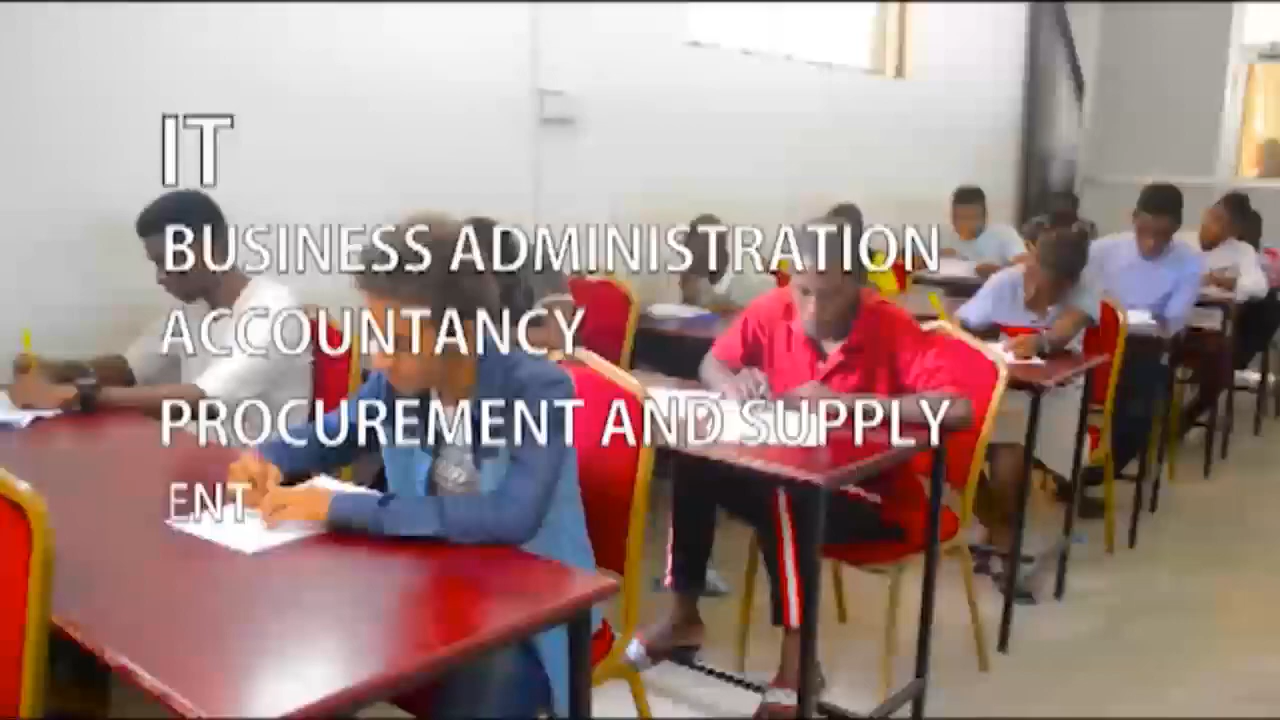 IT
BUSINESS ADMINISTRATION
ACCOUNTANCY
PROCUREMENT AND SUPPLY
ENT